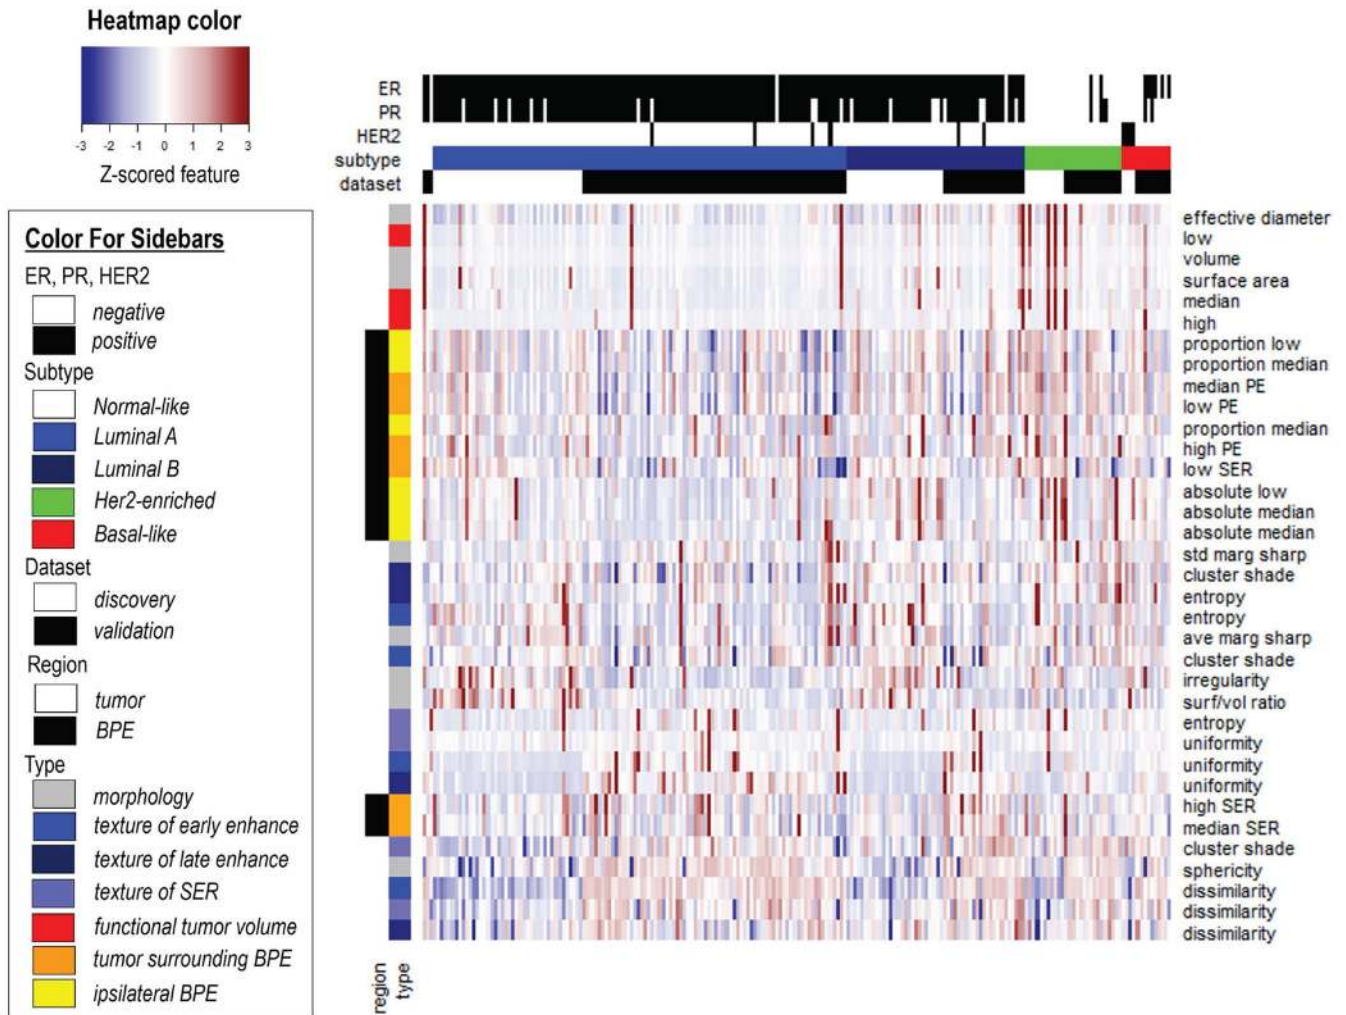 Heatmap color
-3 -2 -1 0 1 2 3
Z-scored feature
Color For Sidebars
ER, PR, HER2
negative
positive
Subtype
Normal-like
Luminal A
Luminal B
Her2-enriched
Basal-like
Dataset
discovery
validation
Region
tumor
BPE
Type
morphology
texture of early enhance
texture of late enhance
texture of SER
functional tumor volume
tumor surrounding BPE
ipsilateral BPE
ER
PR
HER2
subtype
dataset
effective diameter
low
volume
surface area
median
high
proportion low
proportion median
median PE
low PE
proportion median
high PE
low SER
absolute low
absolute median
absolute median
std marg sharp
cluster shade
entropy
entropy
ave marg sharp
cluster shade
irregularity
surf/vol ratio
entropy
uniformity
uniformity
uniformity
high SER
median SER
cluster shade
sphericity
dissimilarity
dissimilarity
dissimilarity
region
type